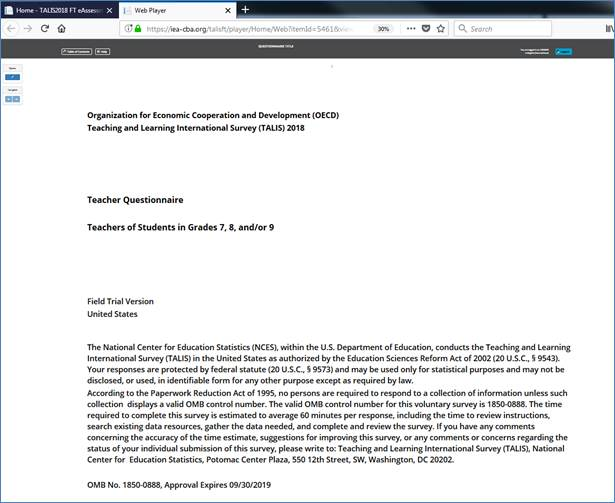 Home - TALIS2018 FT eAssess
Web Player
https://iea-cba.org/talisft/player/Home/Web?itemId=5461&view
30%
Search
QUESTIONNAIRE TITLE
Table of Contents
Help
Organization for Economic Cooperation and Development (OECD)
Teaching and Learning International Survey (TALIS) 2018
Teacher Questionnaire
Teachers of Students in Grades 7, 8, and/or 9
Field Trial Version
United States
The National Center for Education Statistics (NCES), within the U.S. Department of Education, conducts the Teaching and Learning
International Survey (TALIS) in the United States as authorized by the Education Sciences Reform Act of 2002 (20 U.S.C., § 9543).
Your responses are protected by federal statute (20 U.S.C., § 9573) and may be used only for statistical purposes and may not be
disclosed, or used, in identifiable form for any other purpose except as required by law.
According to the Paperwork Reduction Act of 1995, no persons are required to respond to a collection of information unless such
collection displays a valid OMB control number. The valid OMB control number for this voluntary survey is 1850-0888. The time
required to complete this survey is estimated to average 60 minutes per response, including the time to review instructions,
search existing data resources, gather the data needed, and complete and review the survey. If you have any comments
concerning the accuracy of the time estimate, suggestions for improving this survey, or any comments or concerns regarding the
status of your individual submission of this survey, please write to: Teaching and Learning International Survey (TALIS), National
Center for Education Statistics, Potomac Center Plaza, 550 12th Street, SW, Washington, DC 20202.
OMB No. 1850-0888, Approval Expires 09/30/2019